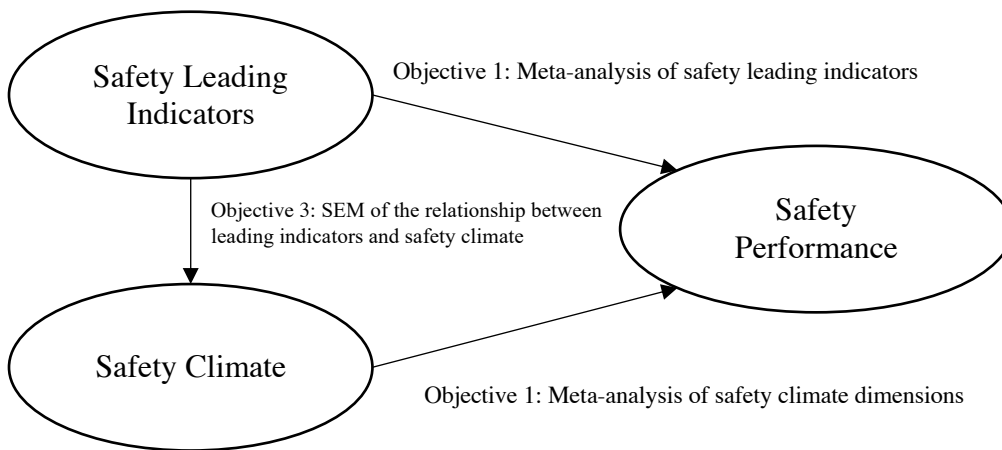 Safety Leading
Indicators
Objective 1: Meta-analysis of safety leading indicators
Safety
Performance
Objective 3: SEM of the relationship between
leading indicators and safety climate
Safety Climate
Objective 1: Meta-analysis of safety climate dimensions